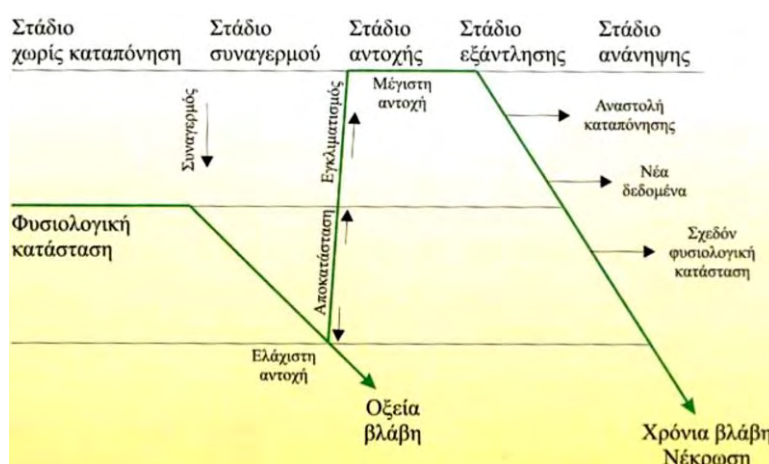 Στάδιο
χωρίς καταπόνηση
Στάδιο
συναγερμού
Στάδιο
αντοχής
Στάδιο
εξάντλησης
Στάδιο
ανάνηψης
Συναγερμός
Εγκλιματισμός
Μέγιστη
αντοχή
Αναστολή
καταπόνησης
Νέα
δεδομένα
Φυσιολογική
κατάσταση
Αποκατάσταση
Σχεδόν
φυσιολογική
κατάσταση
Ελάχιστη
αντοχή
Οξεία
βλάβη
Χρόνια βλάβη
Νέκρωση